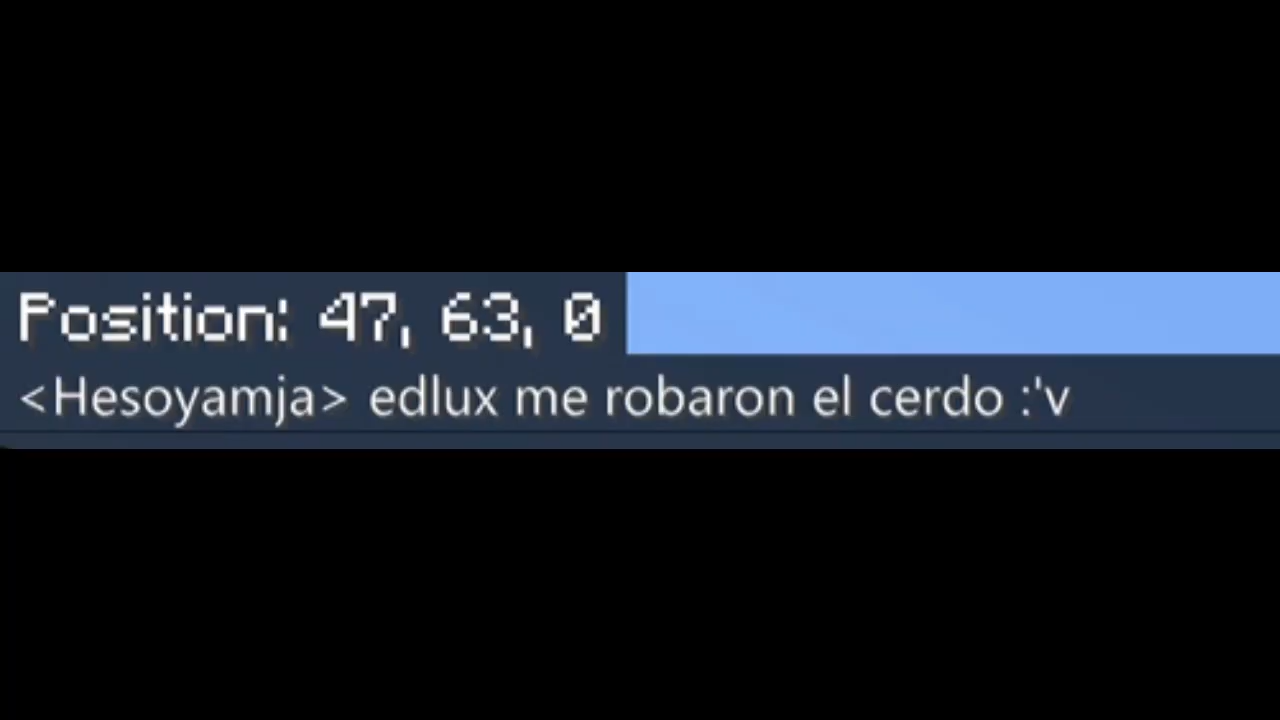 Position: 47, 63, 0
<Hesoyamja> edlux me robaron el cerdo :'v